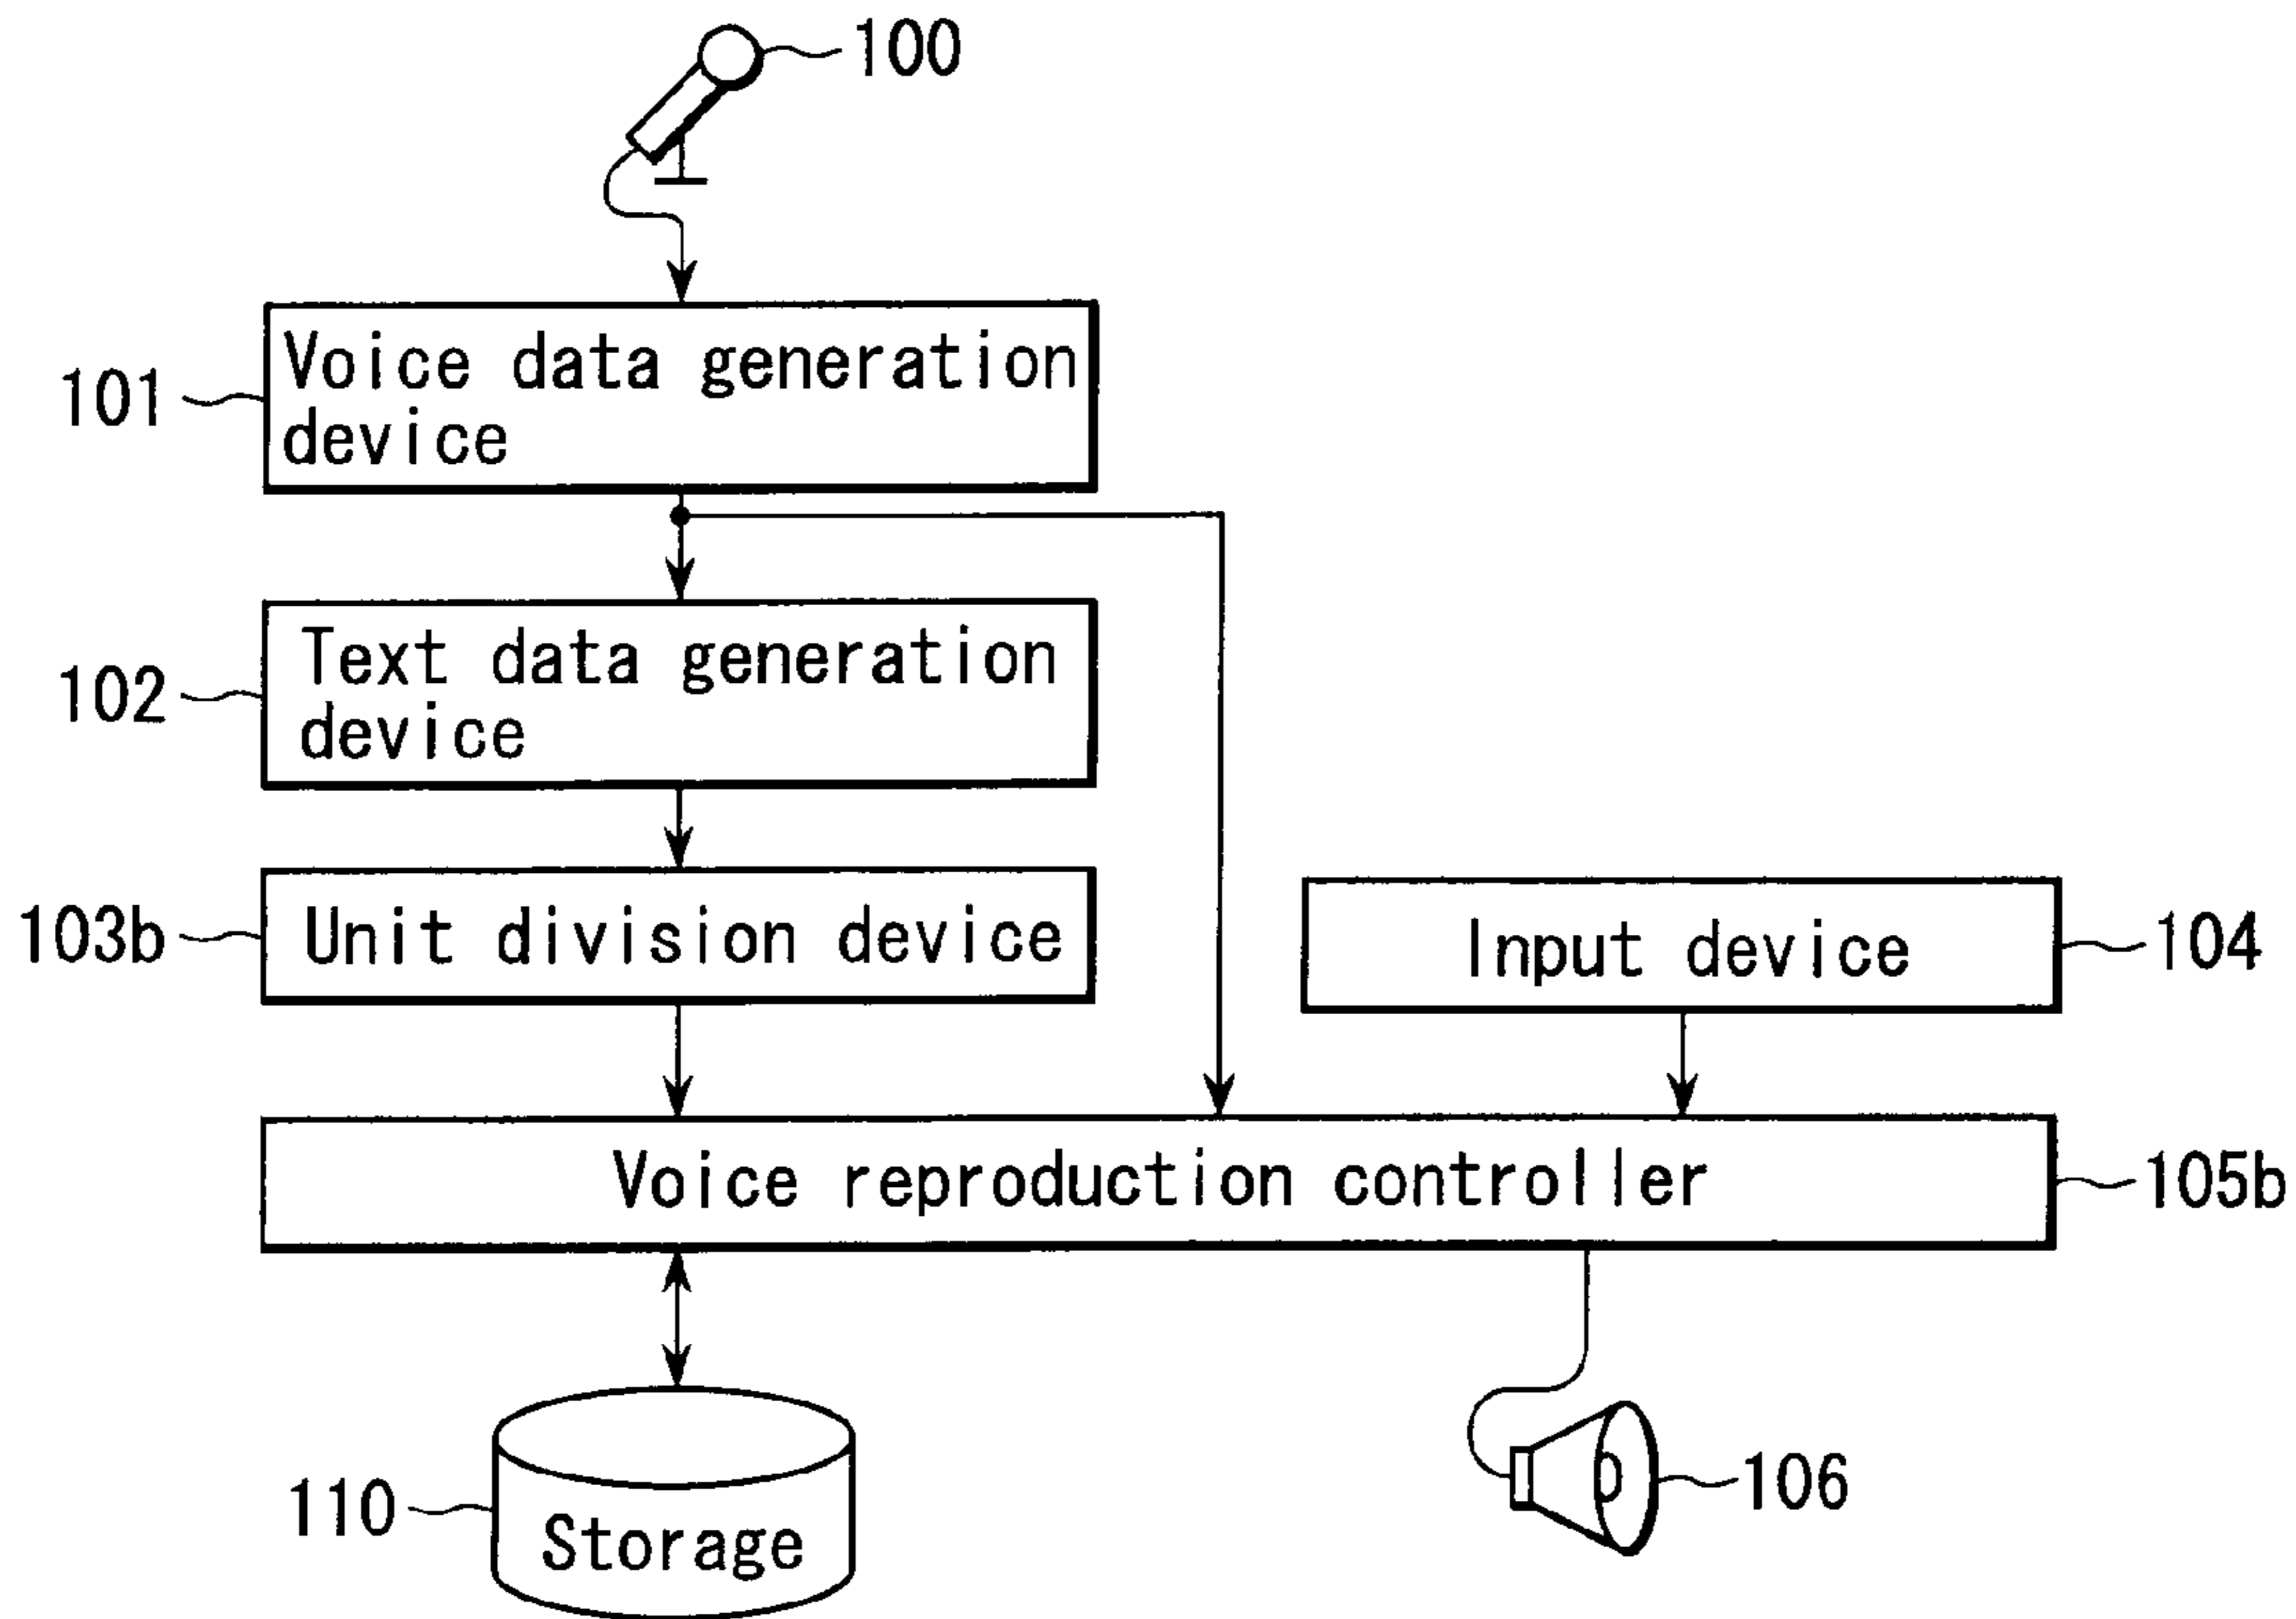 100
101
Voice data generation
device
102
Text data generation
device
103b
Unit division device
Input device
104
Voice reproduction controller
105b
110
Storage
106